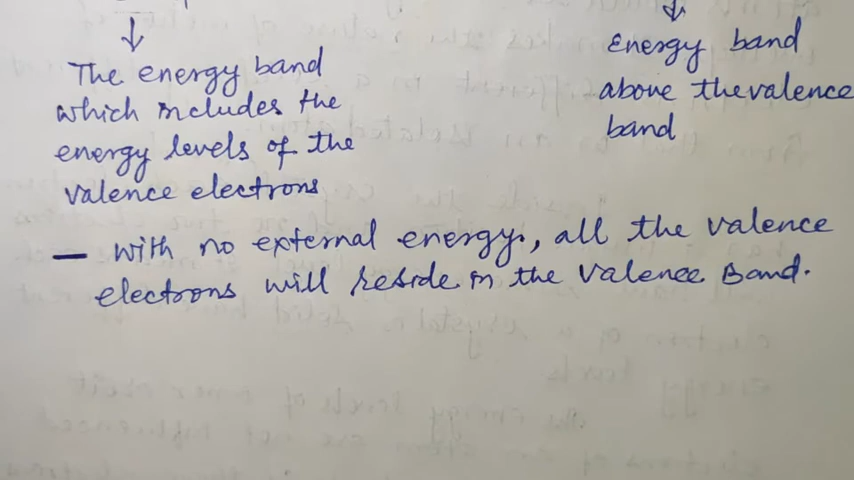 The energy band
which includes the
energy levels of the
valence electrons
Energy band
above the valence
band
— with no external energy, all the valence
electrons will reside in the valence Band.